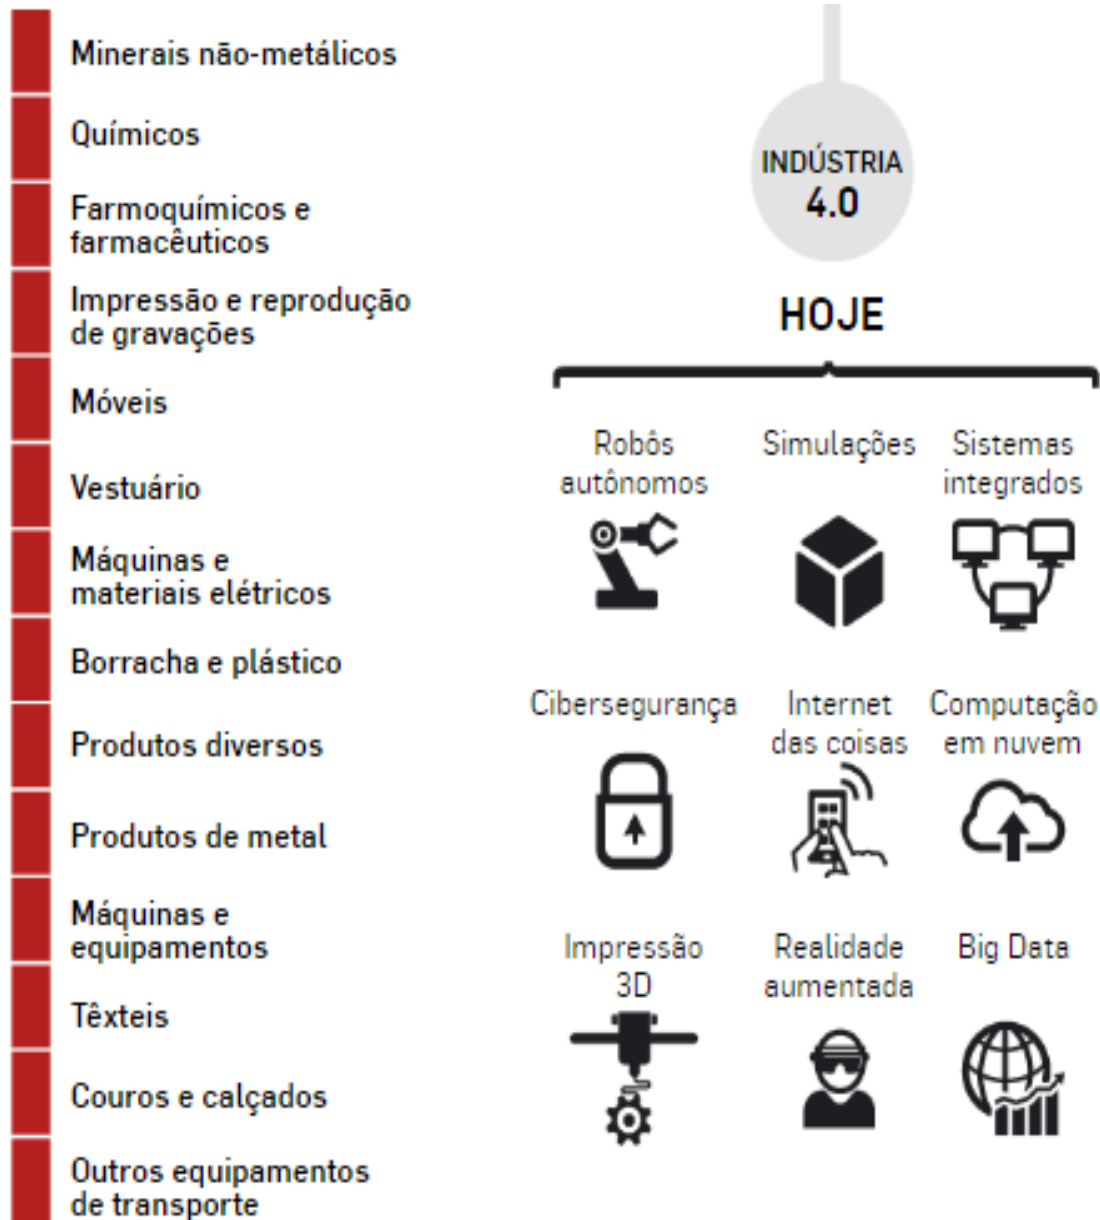 Minerais não-metálicos
Químicos
Farmoquímicos e
farmacêuticos
Impressão e reprodução
de gravações
Móveis
Vestuário
Máquinas e
materiais elétricos
Borracha e plástico
Produtos diversos
Produtos de metal
Máquinas e
equipamentos
Têxteis
Couros e calçados
Outros equipamentos
de transporte
INDÚSTRIA
4.0
HOJE
Robôs
autônomos
Simulações
Sistemas
integrados
Cibersegurança
Internet
das coisas
Computação
em nuvem
Impressão
3D
Realidade
aumentada
Big Data